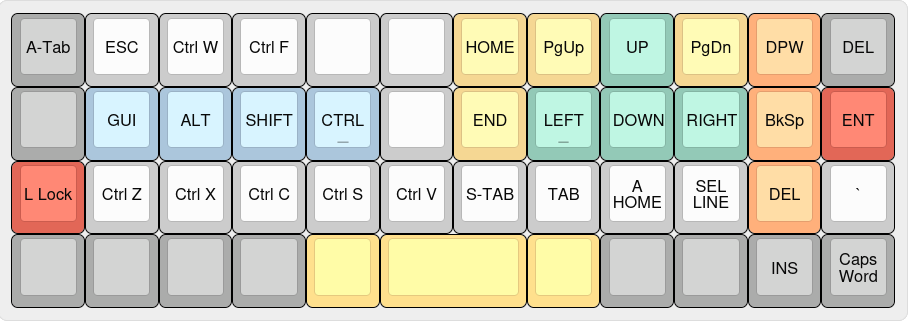 A-Tab ESC Ctrl W Ctrl F HOME PgUp UP PgDn DPW DEL
GUI ALT SHIFT CTRL _ END LEFT _ DOWN RIGHT BkSp ENT
L Lock Ctrl Z Ctrl X Ctrl C Ctrl S Ctrl V S-TAB TAB A HOME SEL LINE DEL `
INS Caps Word